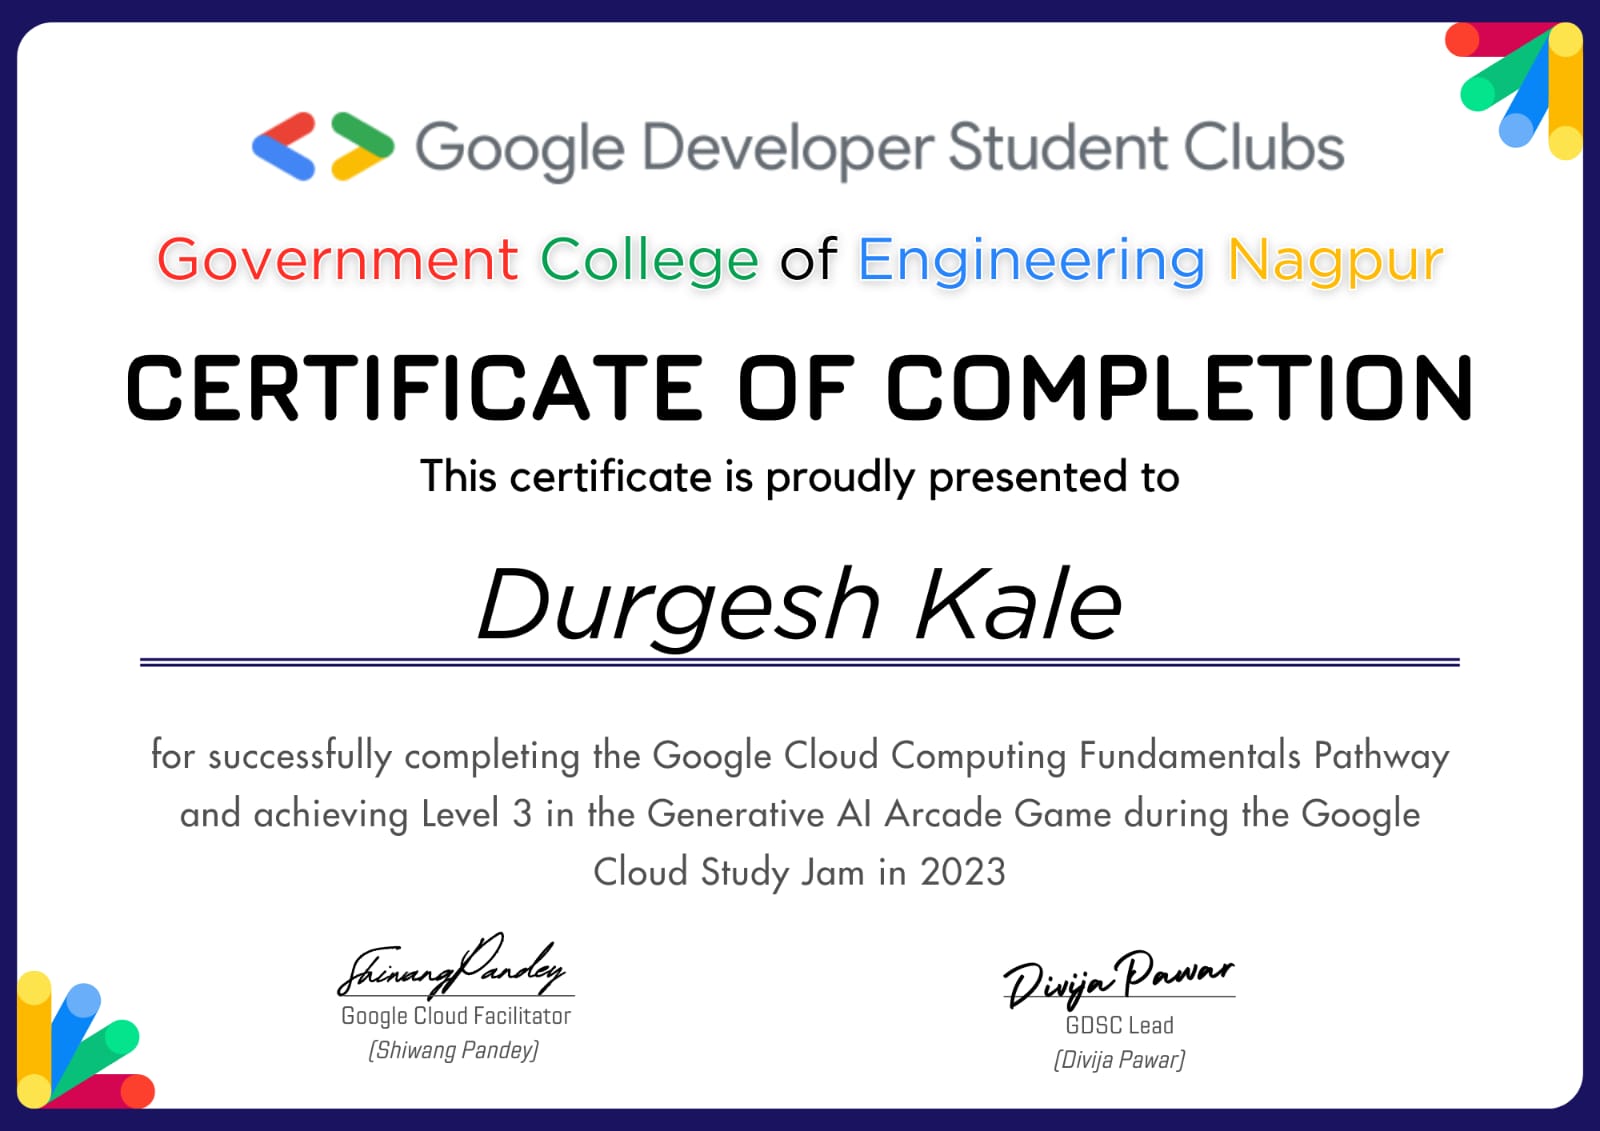 Google Developer Student Clubs
Government College of Engineering Nagpur
CERTIFICATE OF COMPLETION
This certificate is proudly presented to
Durgesh Kale
for successfully completing the Google Cloud Computing Fundamentals Pathway
and achieving Level 3 in the Generative AI Arcade Game during the Google
Cloud Study Jam in 2023
Shiwang Pandey
Google Cloud Facilitator
(Shiwang Pandey)
Divija Pawar
GDSC Lead
(Divija Pawar)